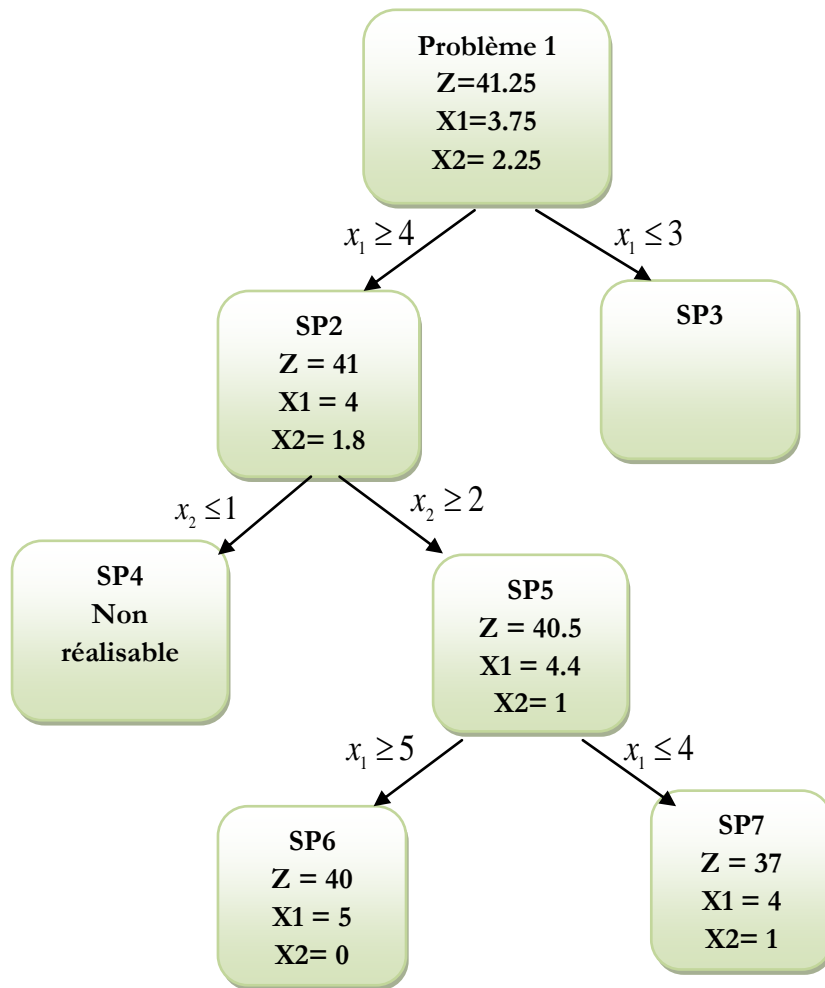 Problème 1
Z=41.25
X1=3.75
X2= 2.25
x₁ ≥ 4
x₁ ≤ 3
SP2
Z = 41
X1 = 4
X2= 1.8
SP3
x₂ ≤ 1
x₂ ≥ 2
SP4
Non
réalisable
SP5
Z = 40.5
X1 = 4.4
X2= 1
x₁ ≥ 5
x₁ ≤ 4
SP6
Z = 40
X1 = 5
X2= 0
SP7
Z = 37
X1 = 4
X2= 1